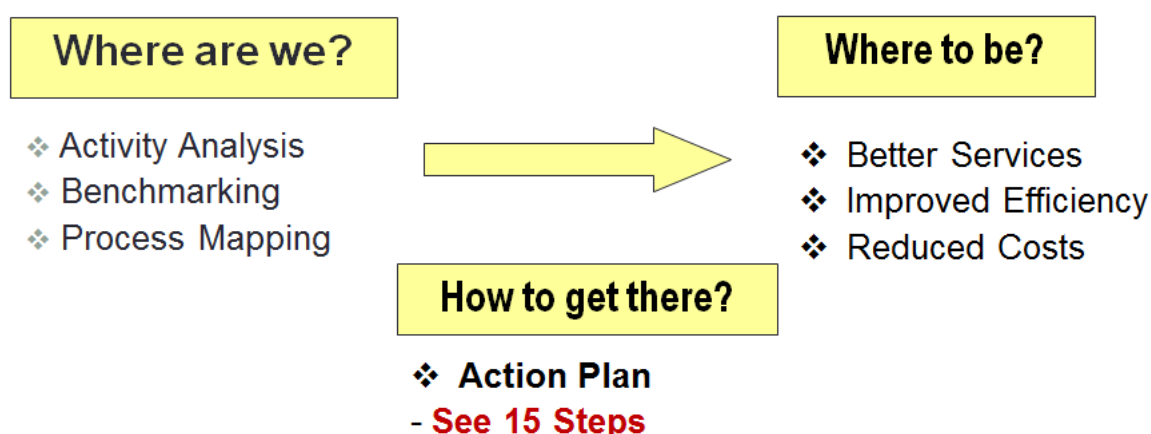 Where are we?
❖ Activity Analysis
❖ Benchmarking
❖ Process Mapping
Where to be?
❖ Better Services
❖ Improved Efficiency
❖ Reduced Costs
How to get there?
❖ Action Plan
- See 15 Steps